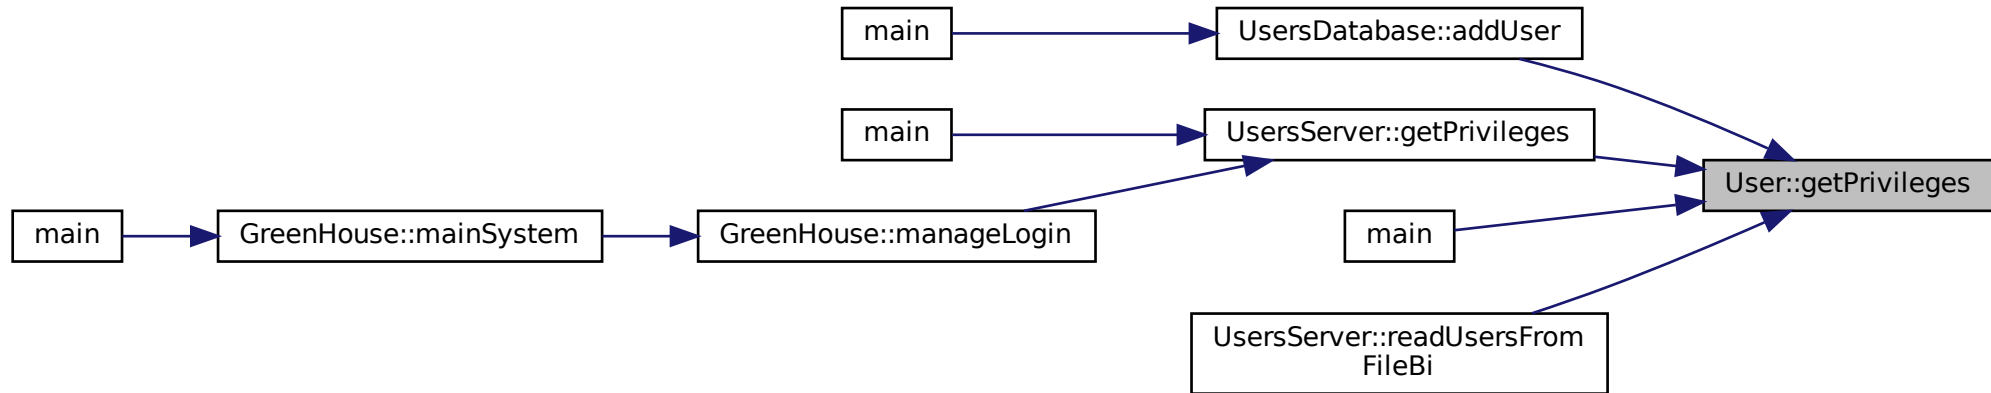 main
UsersDatabase::addUser
main
UsersServer::getPrivileges
User::getPrivileges
main
GreenHouse::mainSystem
GreenHouse::manageLogin
main
UsersServer::readUsersFrom
FileBi